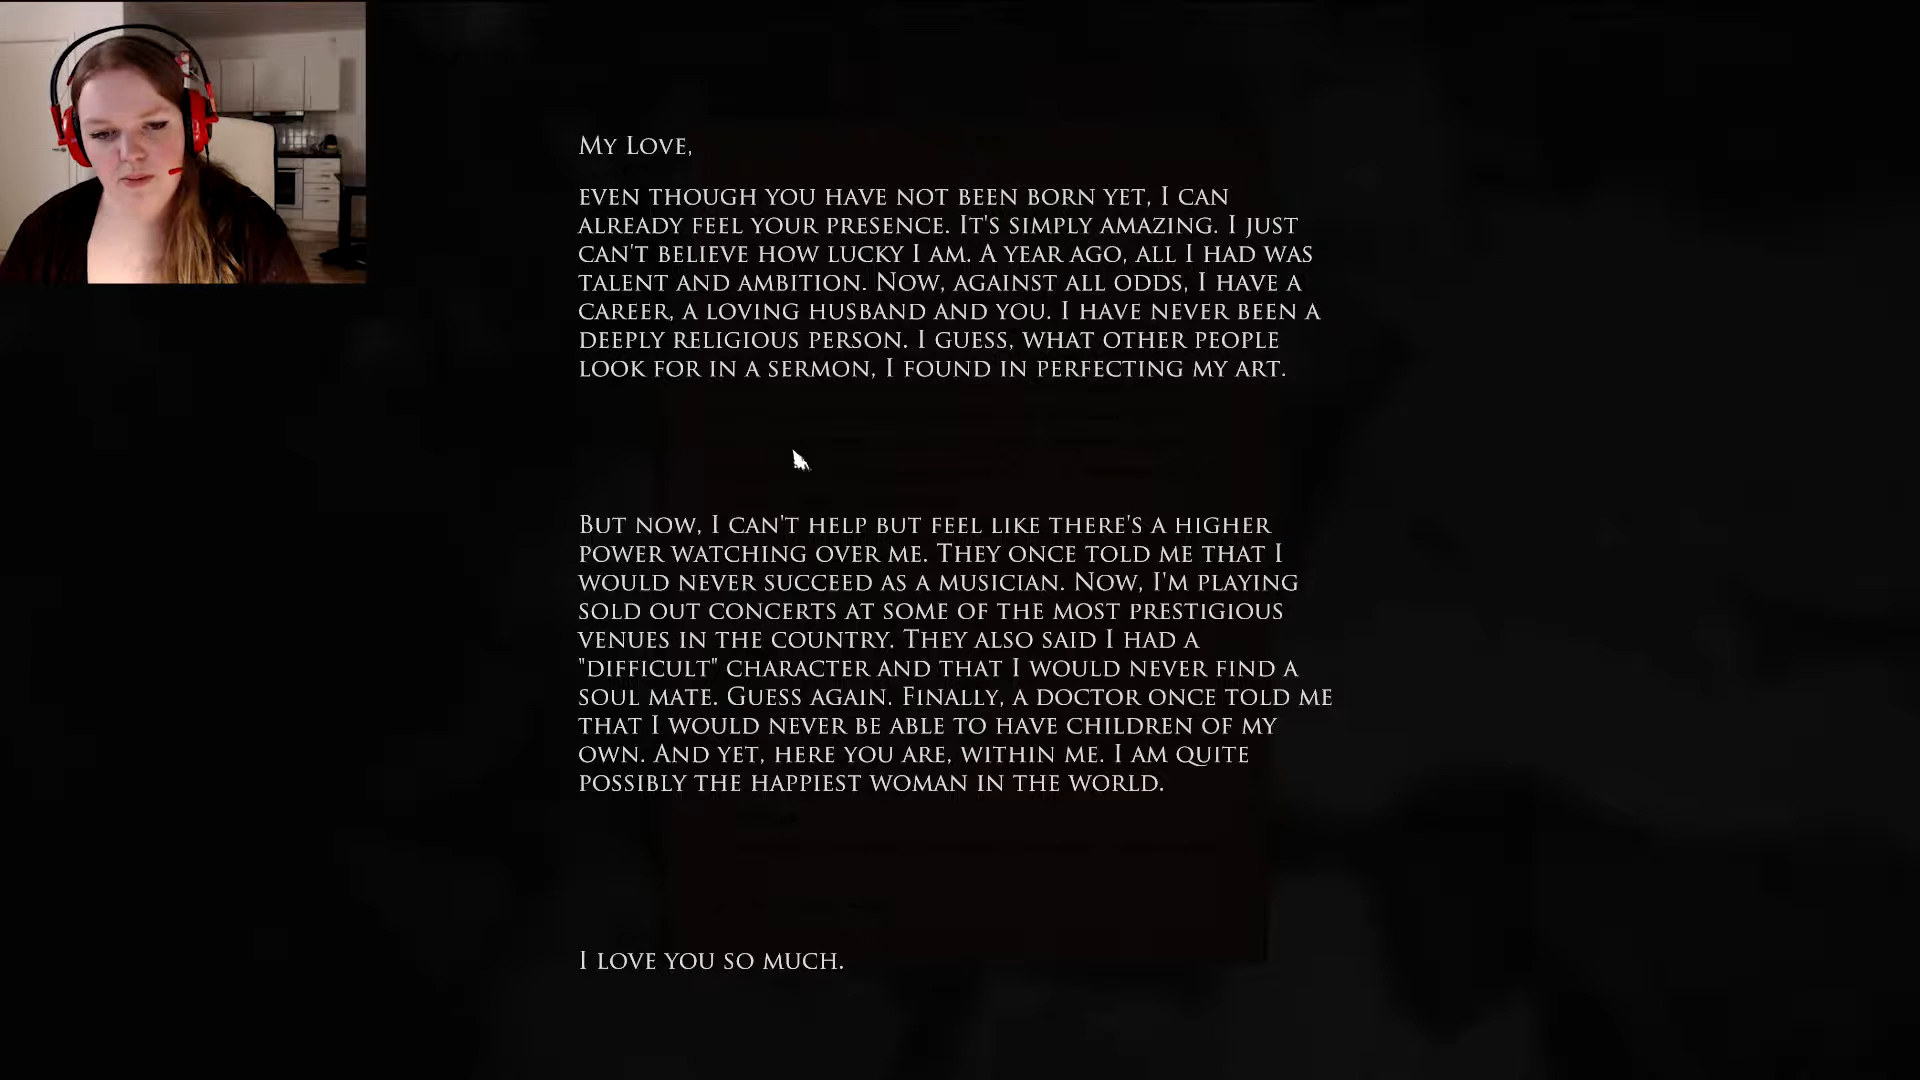 My Love,
even though you have not been born yet, I can
already feel your presence. It's simply amazing. I just
can't believe how lucky I am. A year ago, all I had was
talent and ambition. Now, against all odds, I have a
career, a loving husband and you. I have never been a
deeply religious person. I guess, what other people
look for in a sermon, I found in perfecting my art.
But now, I can't help but feel like there's a higher
power watching over me. They once told me that I
would never succeed as a musician. Now, I'm playing
sold out concerts at some of the most prestigious
venues in the country. They also said I had a
"difficult" character and that I would never find a
soul mate. Guess again. Finally, a doctor once told me
that I would never be able to have children of my
own. And yet, here you are, within me. I am quite
possibly the happiest woman in the world.
I love you so much.